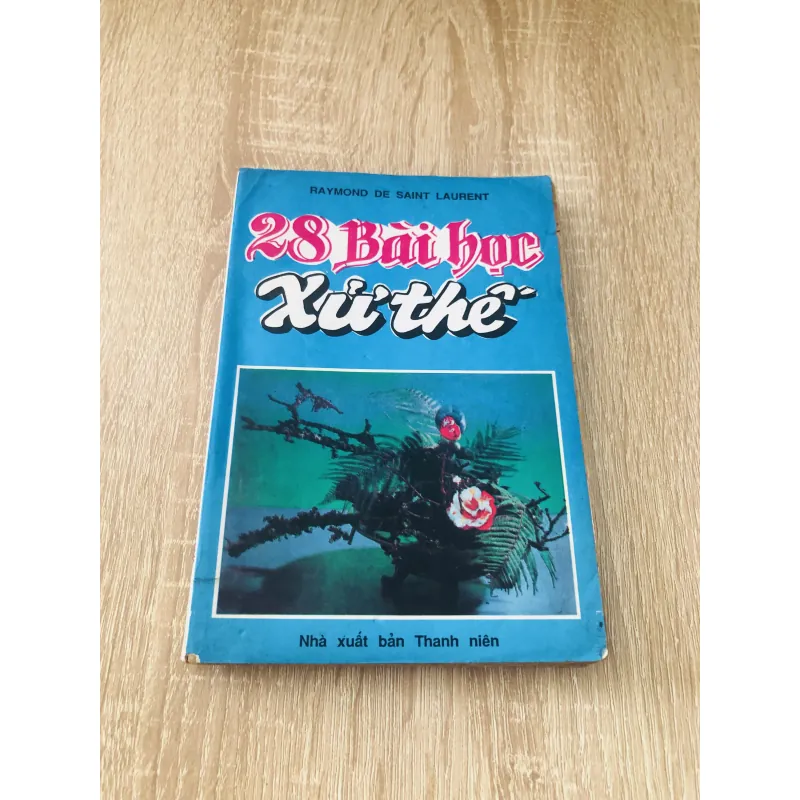 RAYMOND DE SAINT LAURENT
28 Bài học
Xử thế
Nhà xuất bản Thanh niên